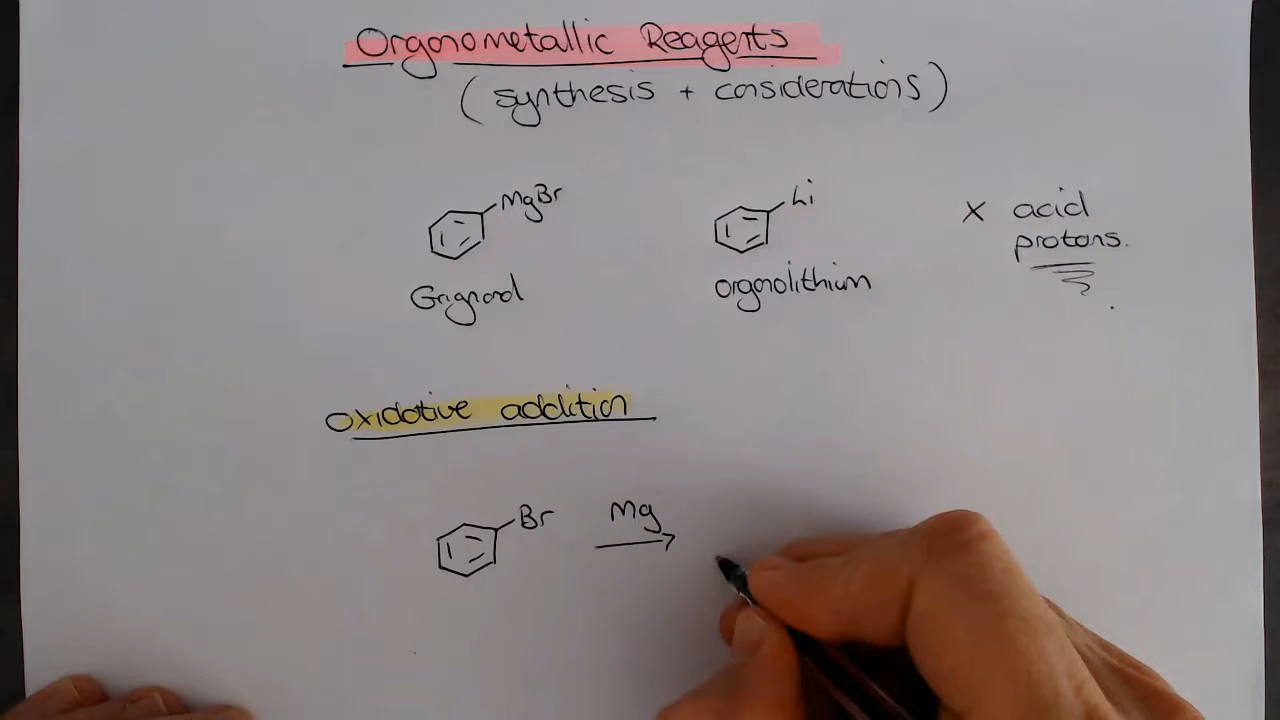 Organometallic Reagents
(synthesis + considerations)
MgBr
Li
X acid
protons.
Grignard
organolithium
oxidative addition
Br
Mg